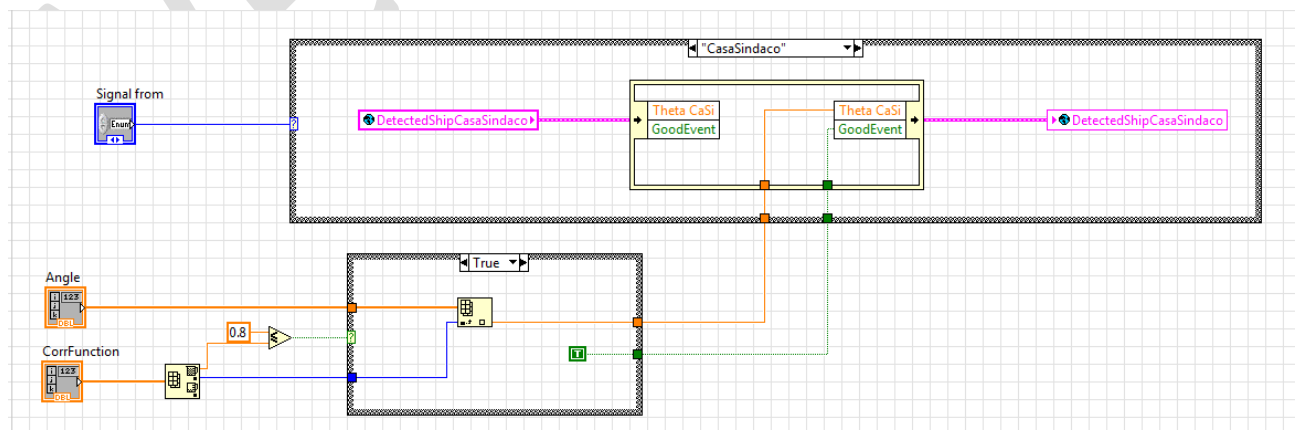 "CasaSindaco"
Signal from
Enum
DetectedShipCasaSindaco
Theta CaSi
GoodEvent
Theta CaSi
GoodEvent
DetectedShipCasaSindaco
True
Angle
123
DBL
0.8
CorrFunction
123
DBL
T